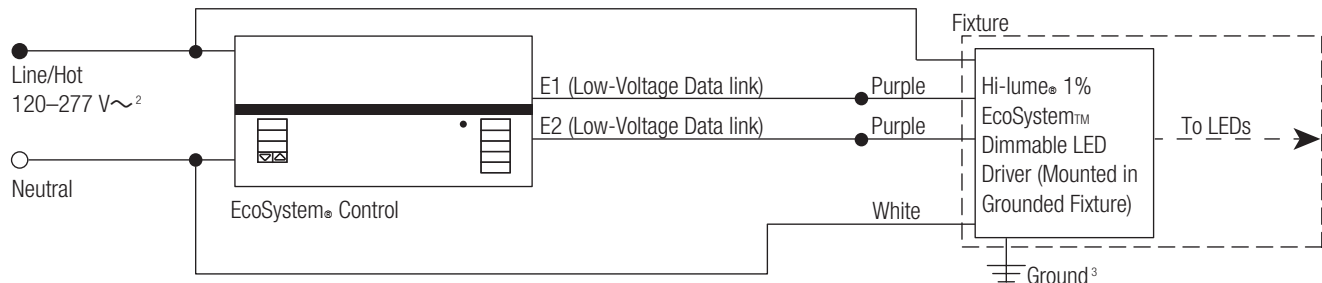 Fixture
Line/Hot
120–277 V~ 2
E1 (Low-Voltage Data link)
Purple
E2 (Low-Voltage Data link)
Purple
Hi-lume® 1%
EcoSystem™
Dimmable LED
Driver (Mounted in
Grounded Fixture)
To LEDs
Neutral
EcoSystem® Control
White
Ground 3